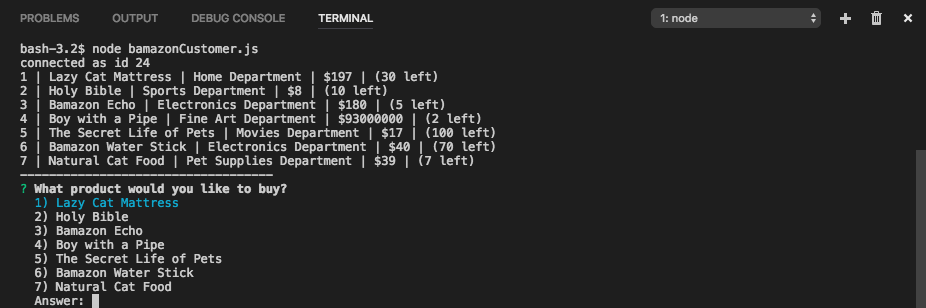 PROBLEMS OUTPUT DEBUG CONSOLE TERMINAL 1: node
bash-3.2$ node bamazonCustomer.js
connected as id 24
1 | Lazy Cat Mattress | Home Department | $197 | (30 left)
2 | Holy Bible | Sports Department | $8 | (10 left)
3 | Bamazon Echo | Electronics Department | $180 | (5 left)
4 | Boy with a Pipe | Fine Art Department | $93000000 | (2 left)
5 | The Secret Life of Pets | Movies Department | $17 | (100 left)
6 | Bamazon Water Stick | Electronics Department | $40 | (70 left)
7 | Natural Cat Food | Pet Supplies Department | $39 | (7 left)
-----------------------------------
? What product would you like to buy?
1) Lazy Cat Mattress
2) Holy Bible
3) Bamazon Echo
4) Boy with a Pipe
5) The Secret Life of Pets
6) Bamazon Water Stick
7) Natural Cat Food
Answer: